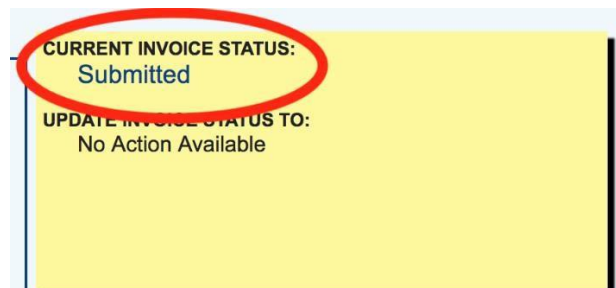 CURRENT INVOICE STATUS:
Submitted
UPDATE INVOICE STATUS TO:
No Action Available